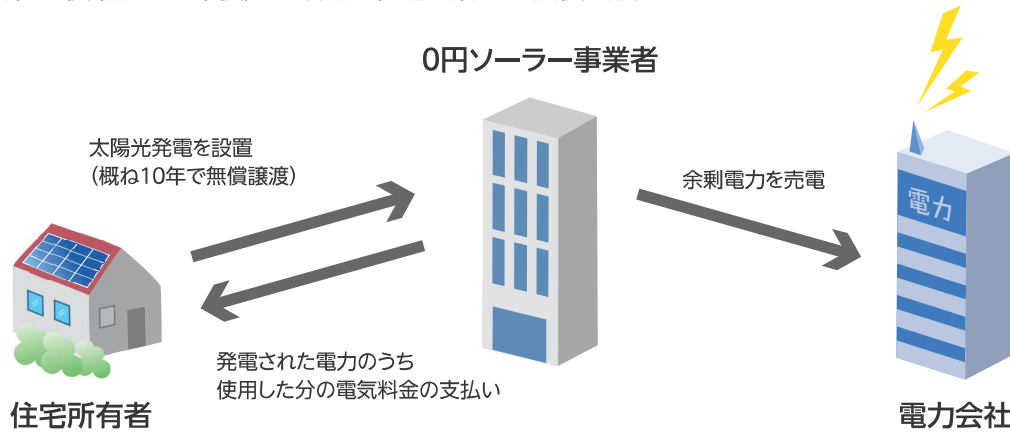 0円ソーラー事業者
太陽光発電を設置
（概ね10年で無償譲渡）
余剰電力を売電
電力
発電された電力のうち
使用した分の電気料金の支払い
住宅所有者
電力会社